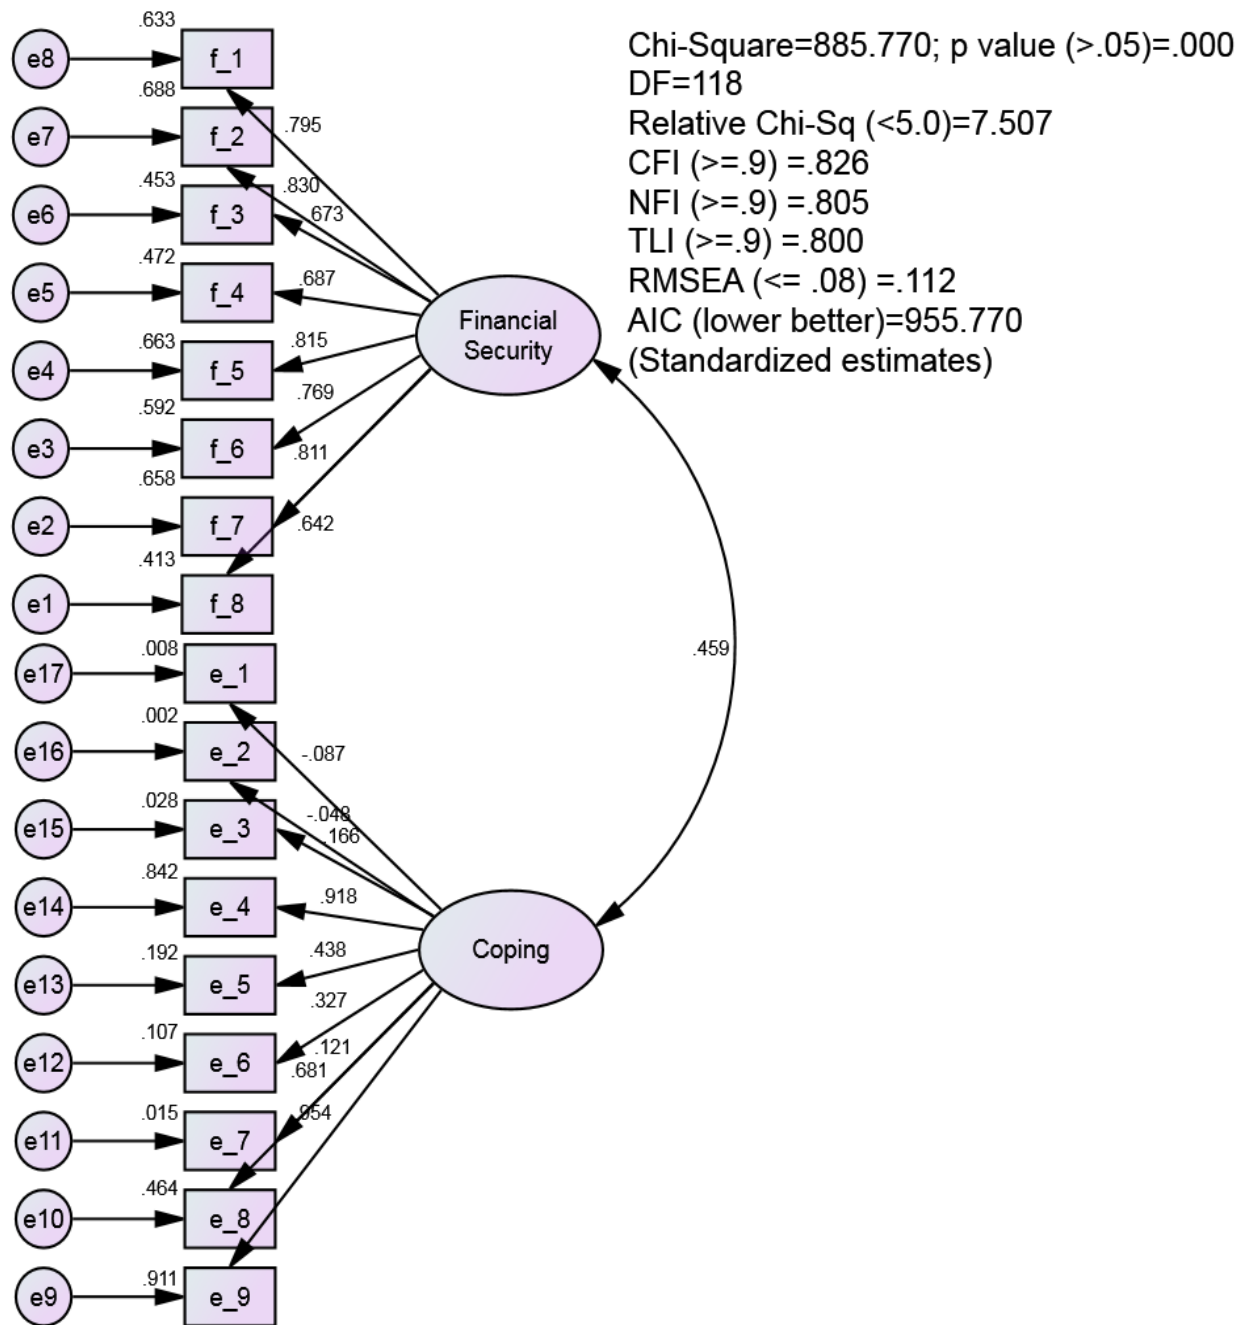 Chi-Square=885.770; p value (>.05)=.000
DF=118
Relative Chi-Sq (<5.0)=7.507
CFI (>=.9) =.826
NFI (>=.9) =.805
TLI (>=.9) =.800
RMSEA (<= .08) =.112
AIC (lower better)=955.770
(Standardized estimates)
.633
e8
f_1
.688
e7
f_2
.453
e6
f_3
.472
e5
f_4
.663
e4
f_5
.592
e3
f_6
.658
e2
f_7
.413
e1
f_8
.795
.830
.673
.687
.815
.769
.811
.642
Financial
Security
.459
.008
e17
e_1
.002
e16
e_2
.028
e15
e_3
.842
e14
e_4
.192
e13
e_5
.107
e12
e_6
.015
e11
e_7
.464
e10
e_8
.911
e9
e_9
-.087
-.048
.166
.918
.438
.327
.121
.681
.954
Coping